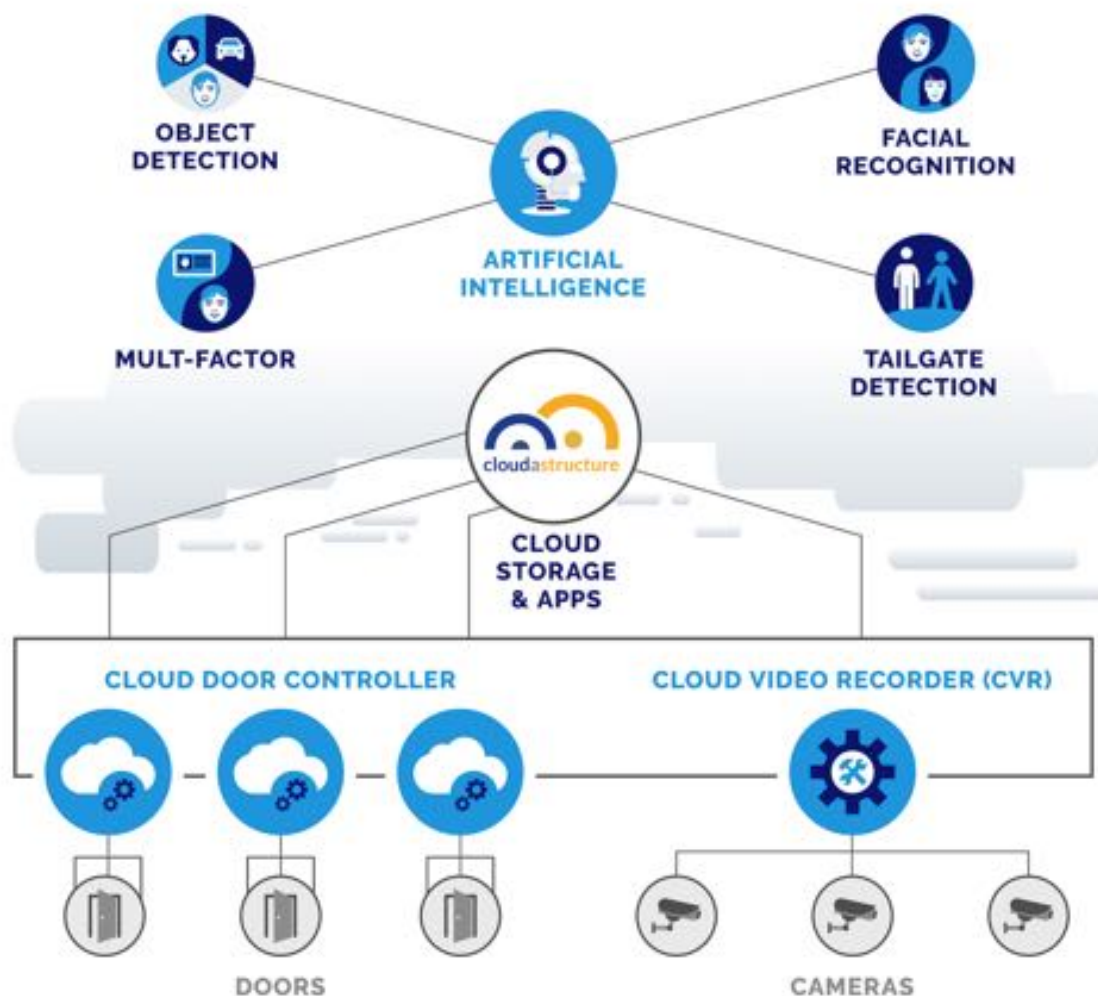 OBJECT
DETECTION
FACIAL
RECOGNITION
ARTIFICIAL
INTELLIGENCE
MULT-FACTOR
TAILGATE
DETECTION
cloudastructure
CLOUD
STORAGE
& APPS
CLOUD DOOR CONTROLLER
CLOUD VIDEO RECORDER (CVR)
DOORS
CAMERAS